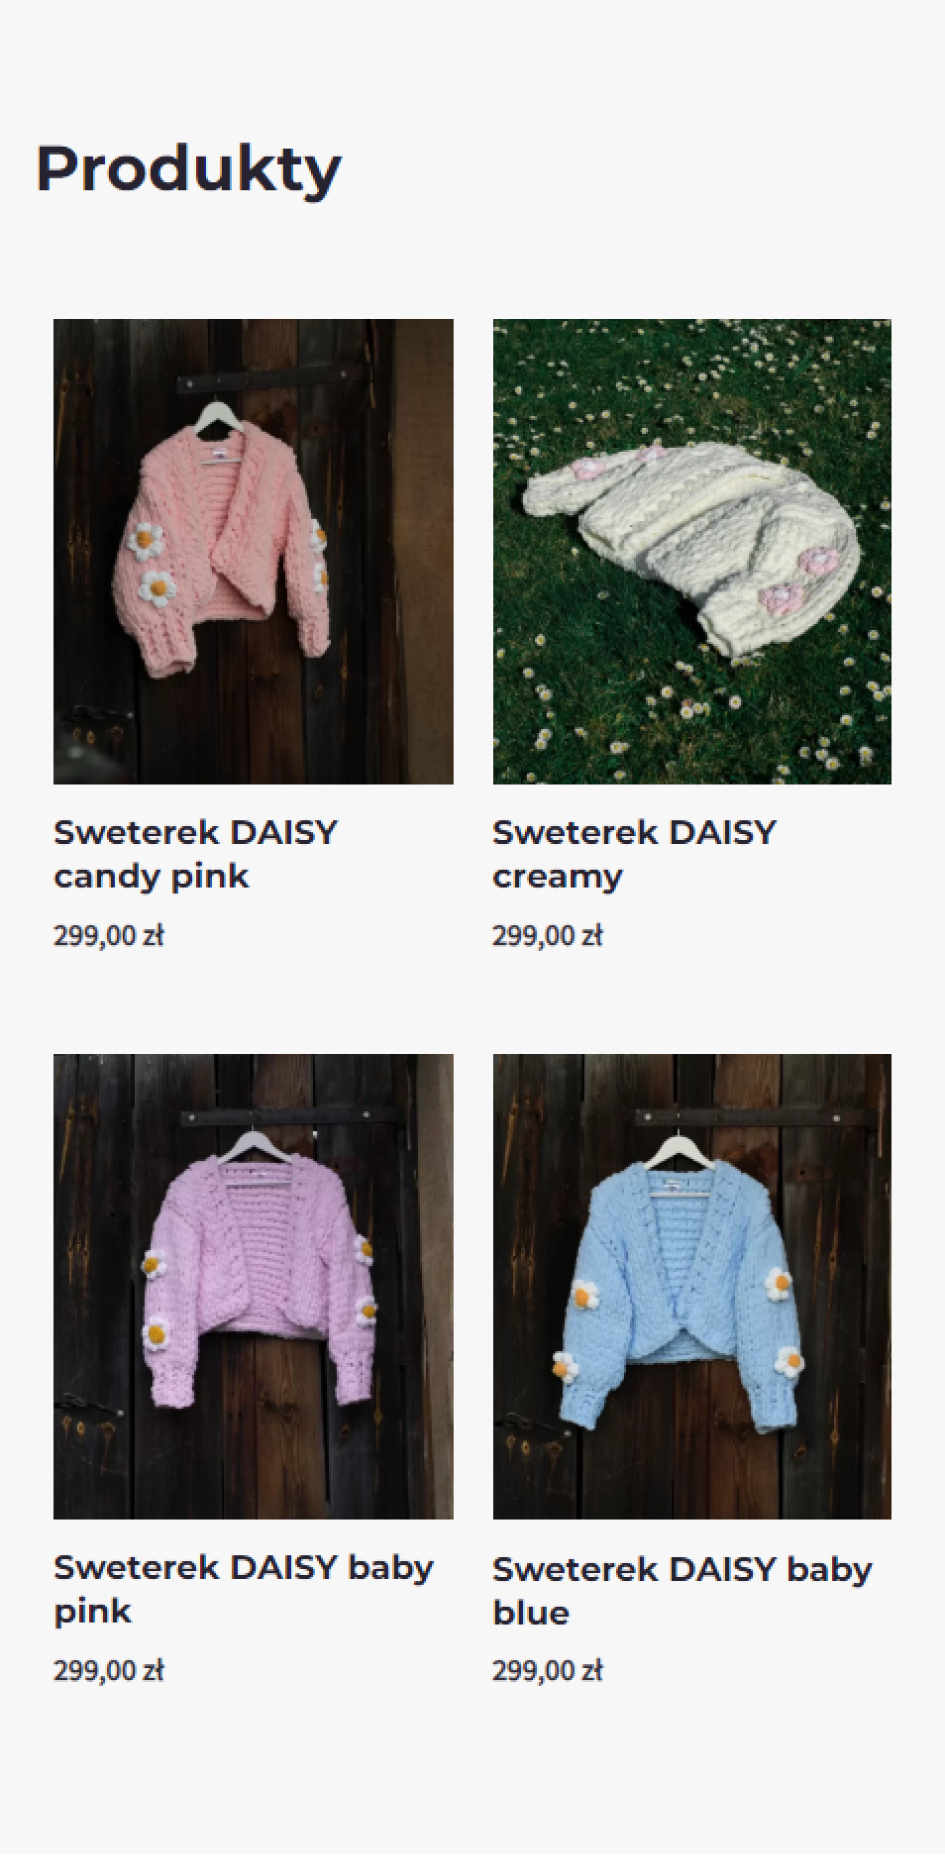 Produkty
Sweterek DAISY
candy pink
299,00 zł
Sweterek DAISY
creamy
299,00 zł
Sweterek DAISY baby
pink
299,00 zł
Sweterek DAISY baby
blue
299,00 zł